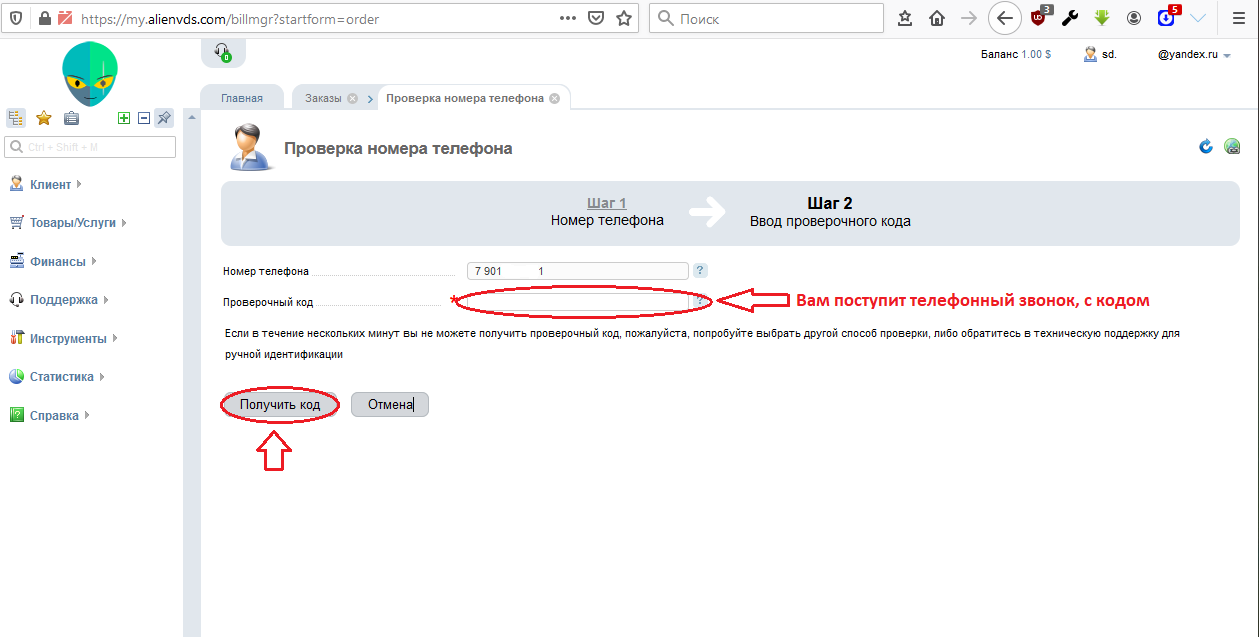 https://my.alienvds.com/billmgr?startform=order
Поиск
3
5
0
Баланс 1.00 $
sd.
@yandex.ru
Главная
Заказы
Проверка номера телефона
Ctrl + Shift + M
Проверка номера телефона
Клиент
Товары/Услуги
Финансы
Поддержка
Инструменты
Статистика
Справка
Шаг 1
Номер телефона
Шаг 2
Ввод проверочного кода
Номер телефона
7 901 1
?
Проверочный код
*
?
Вам поступит телефонный звонок, с кодом
Если в течение нескольких минут вы не можете получить проверочный код, пожалуйста, попробуйте выбрать другой способ проверки, либо обратитесь в техническую поддержку для
ручной идентификации
Получить код
Отмена